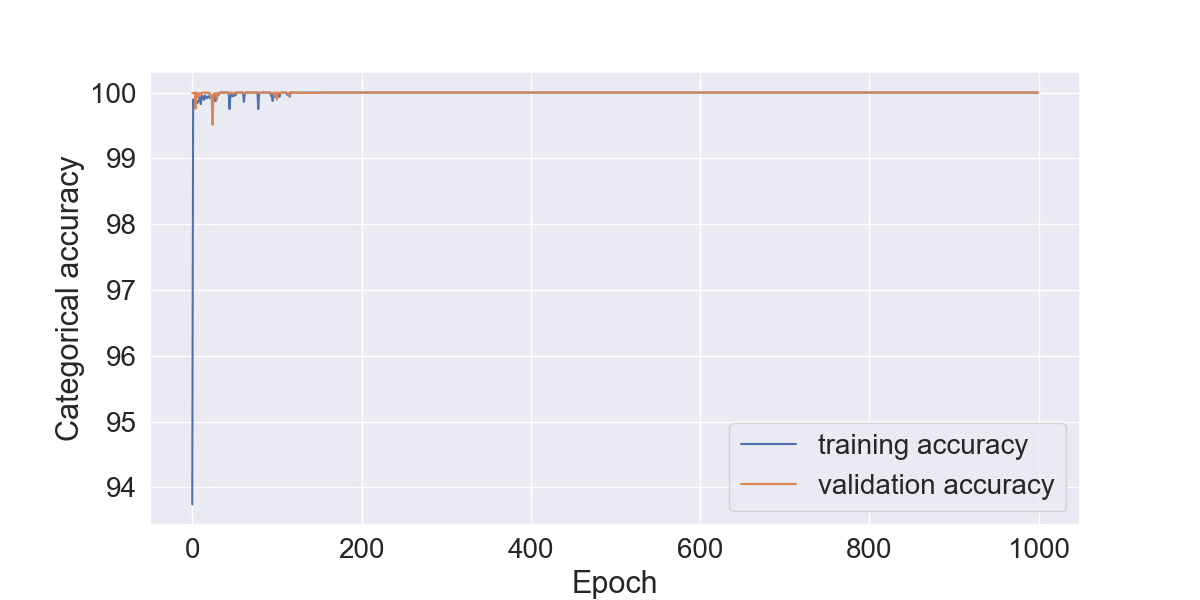 Categorical accuracy
100
99
98
97
96
95
94
training accuracy
validation accuracy
0 200 400 600 800 1000
Epoch